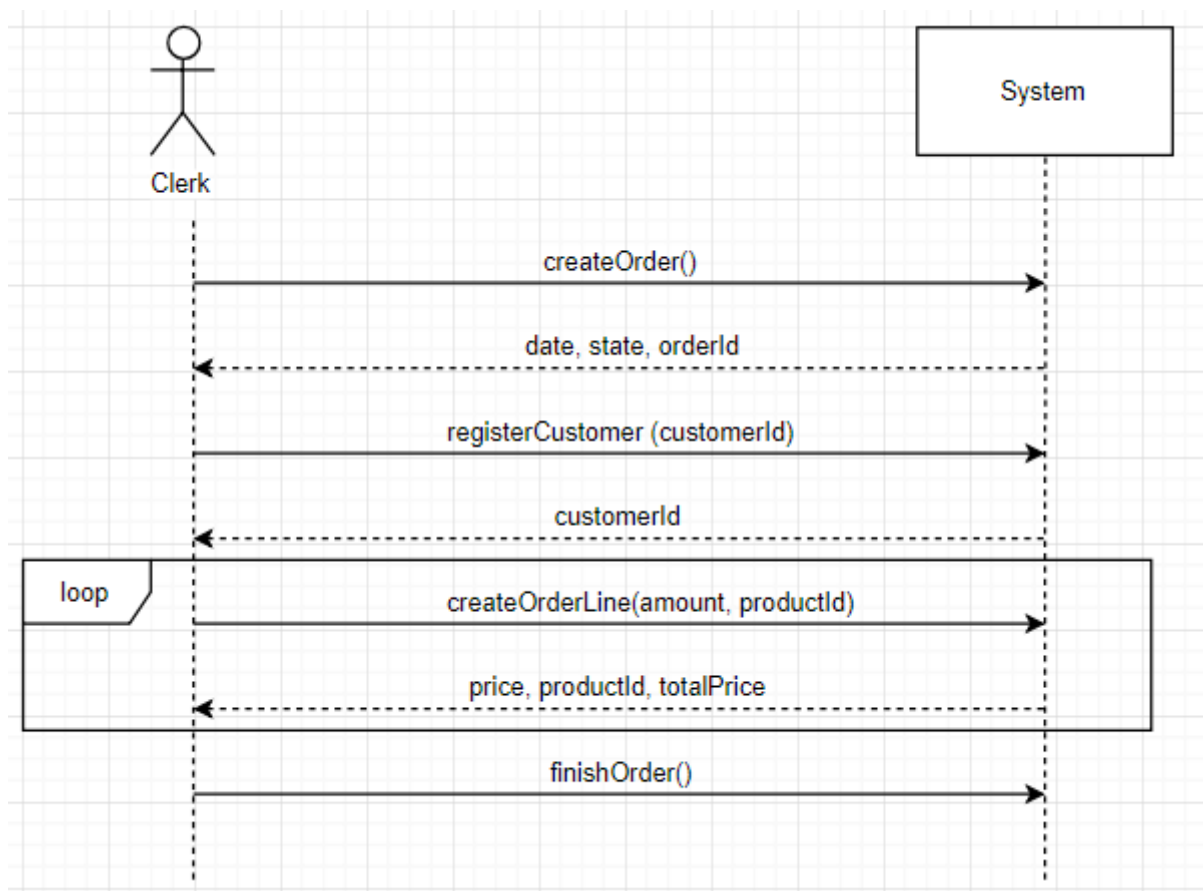 System
Clerk
createOrder()
date, state, orderId
registerCustomer (customerId)
customerId
loop
createOrderLine(amount, productId)
price, productId, totalPrice
finishOrder()